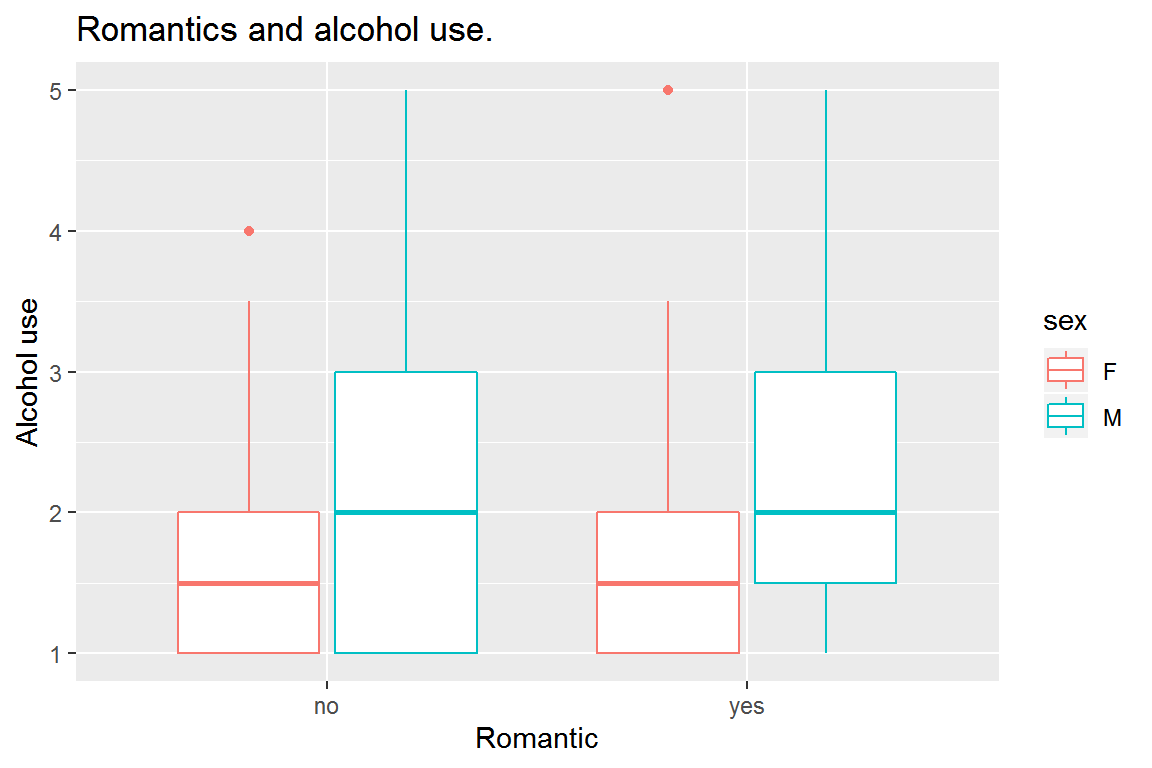 Romantics and alcohol use.
5
4
3
2
1
Alcohol use
no yes
Romantic
sex
F
M